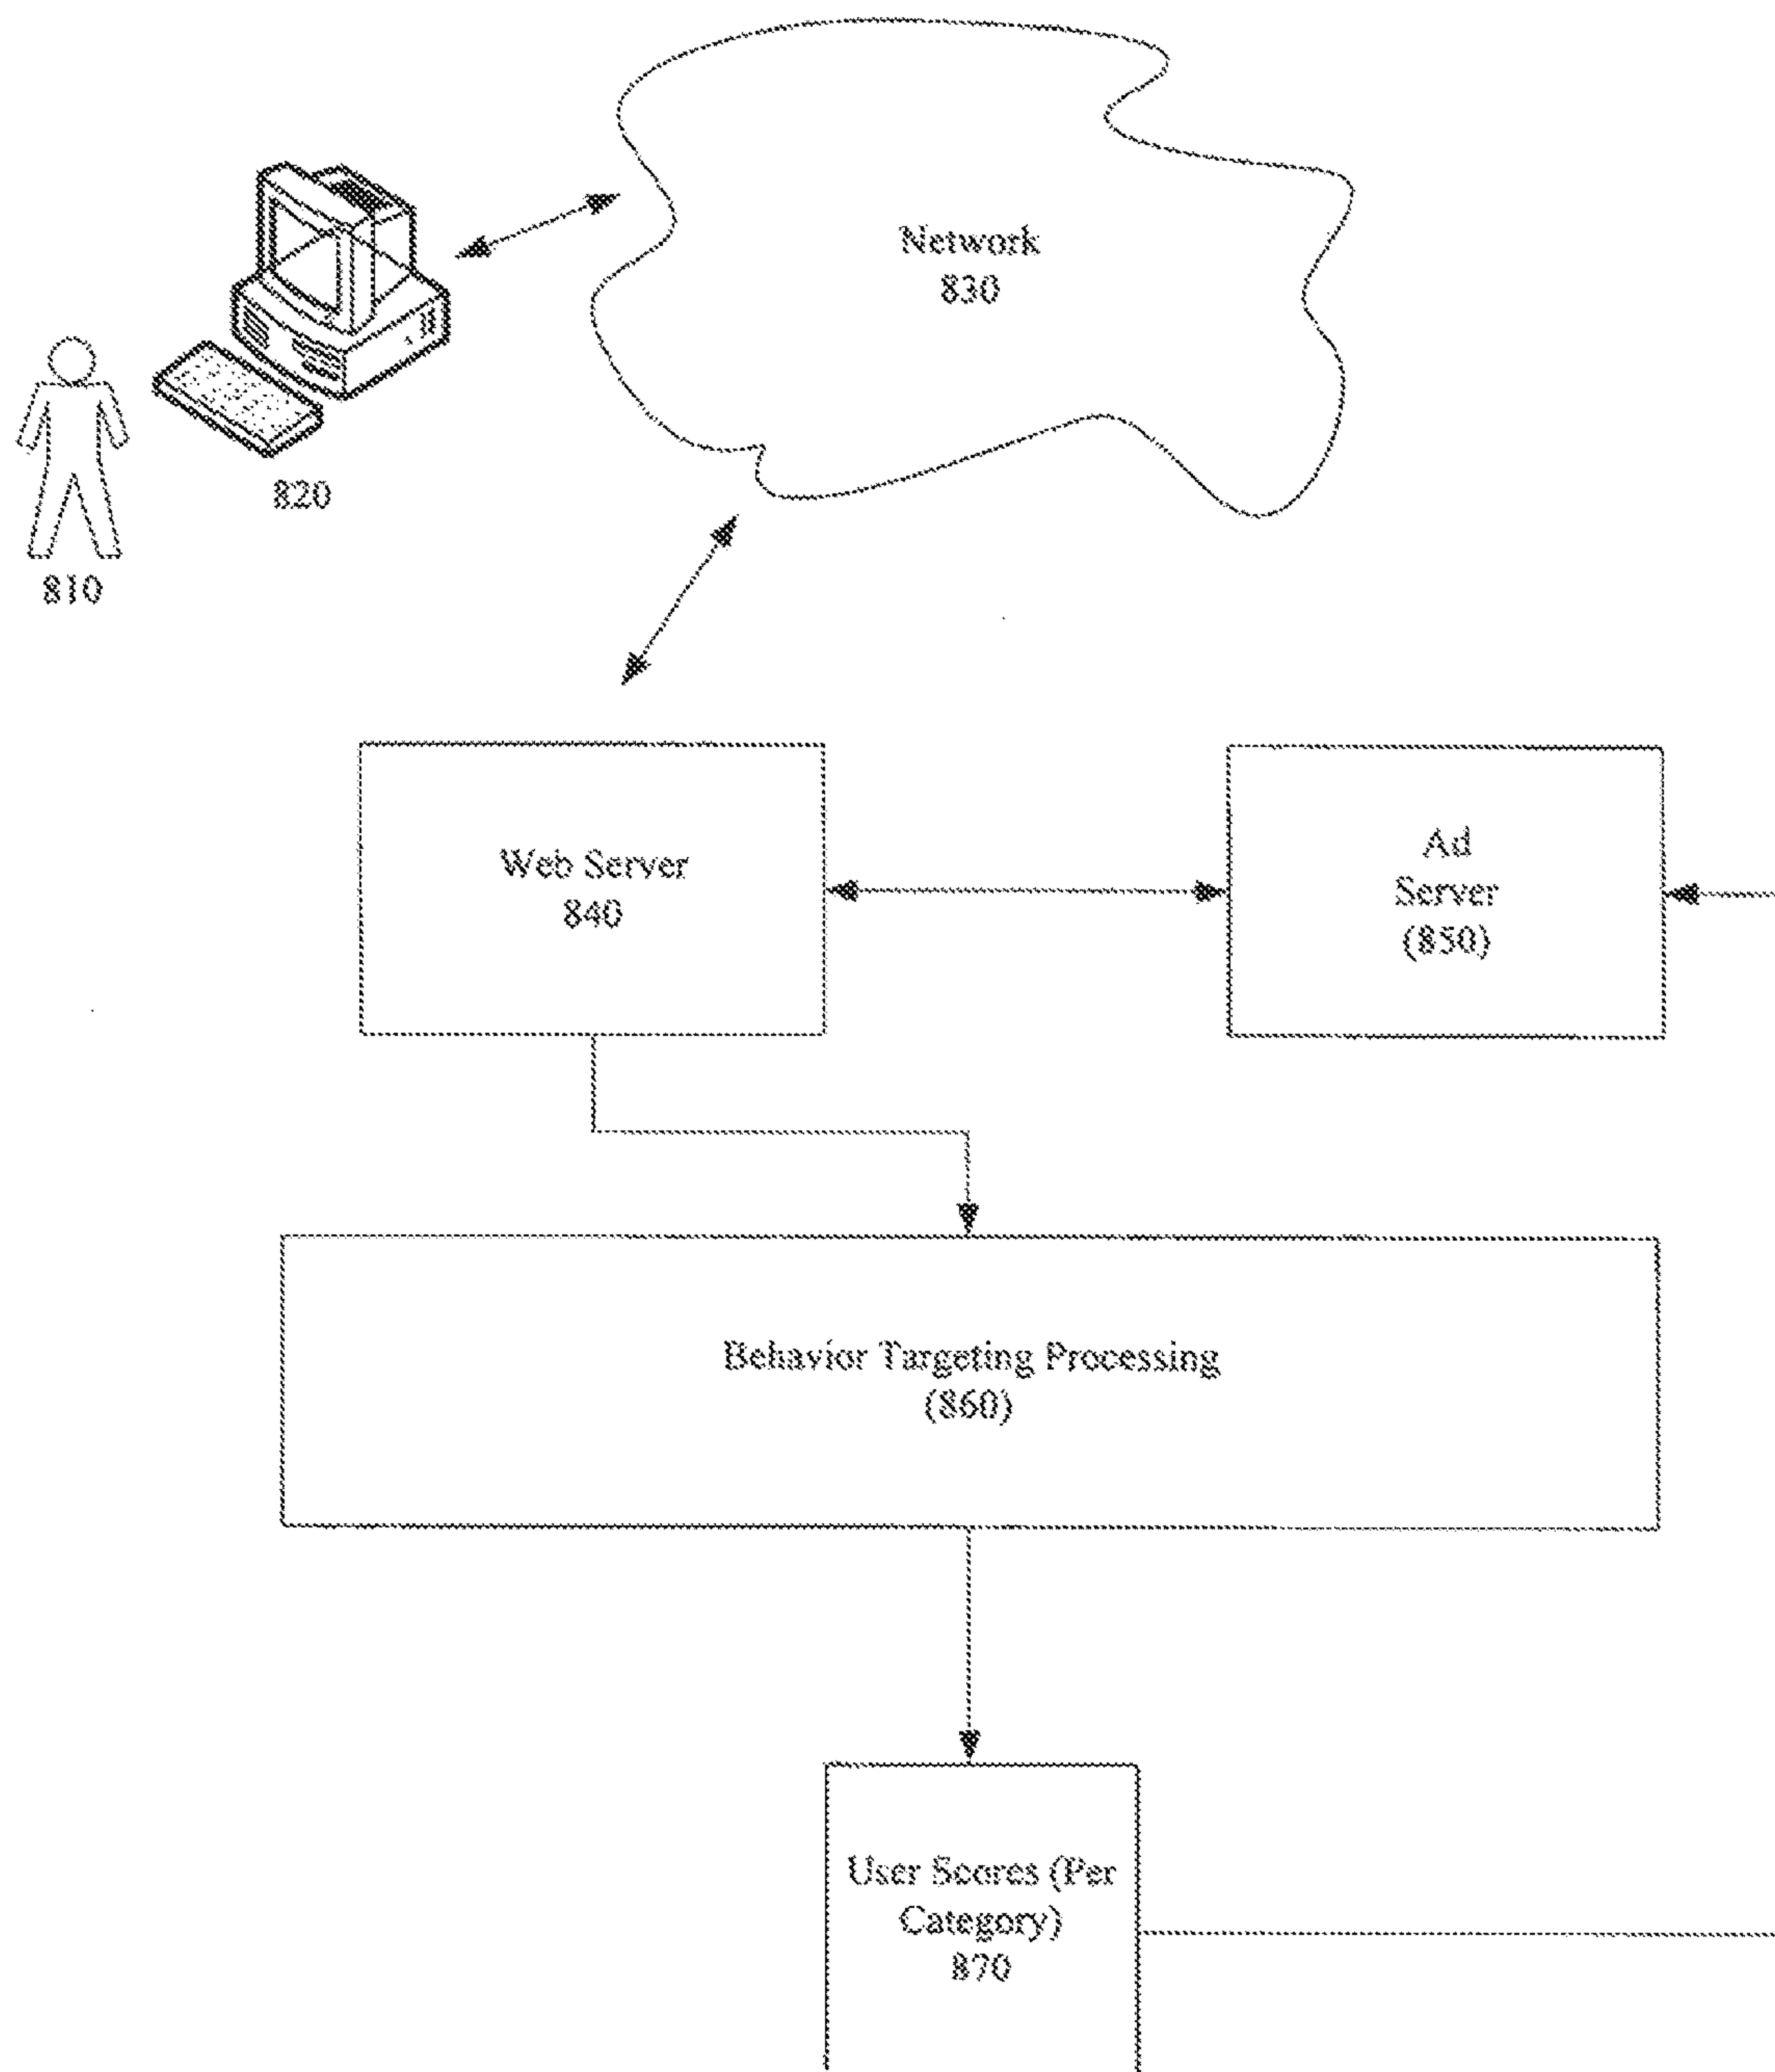 Network
830
820
810
Web Server
840
Ad
Server
(850)
Behavior Targeting Processing
(860)
User Scores (Per
Category)
870